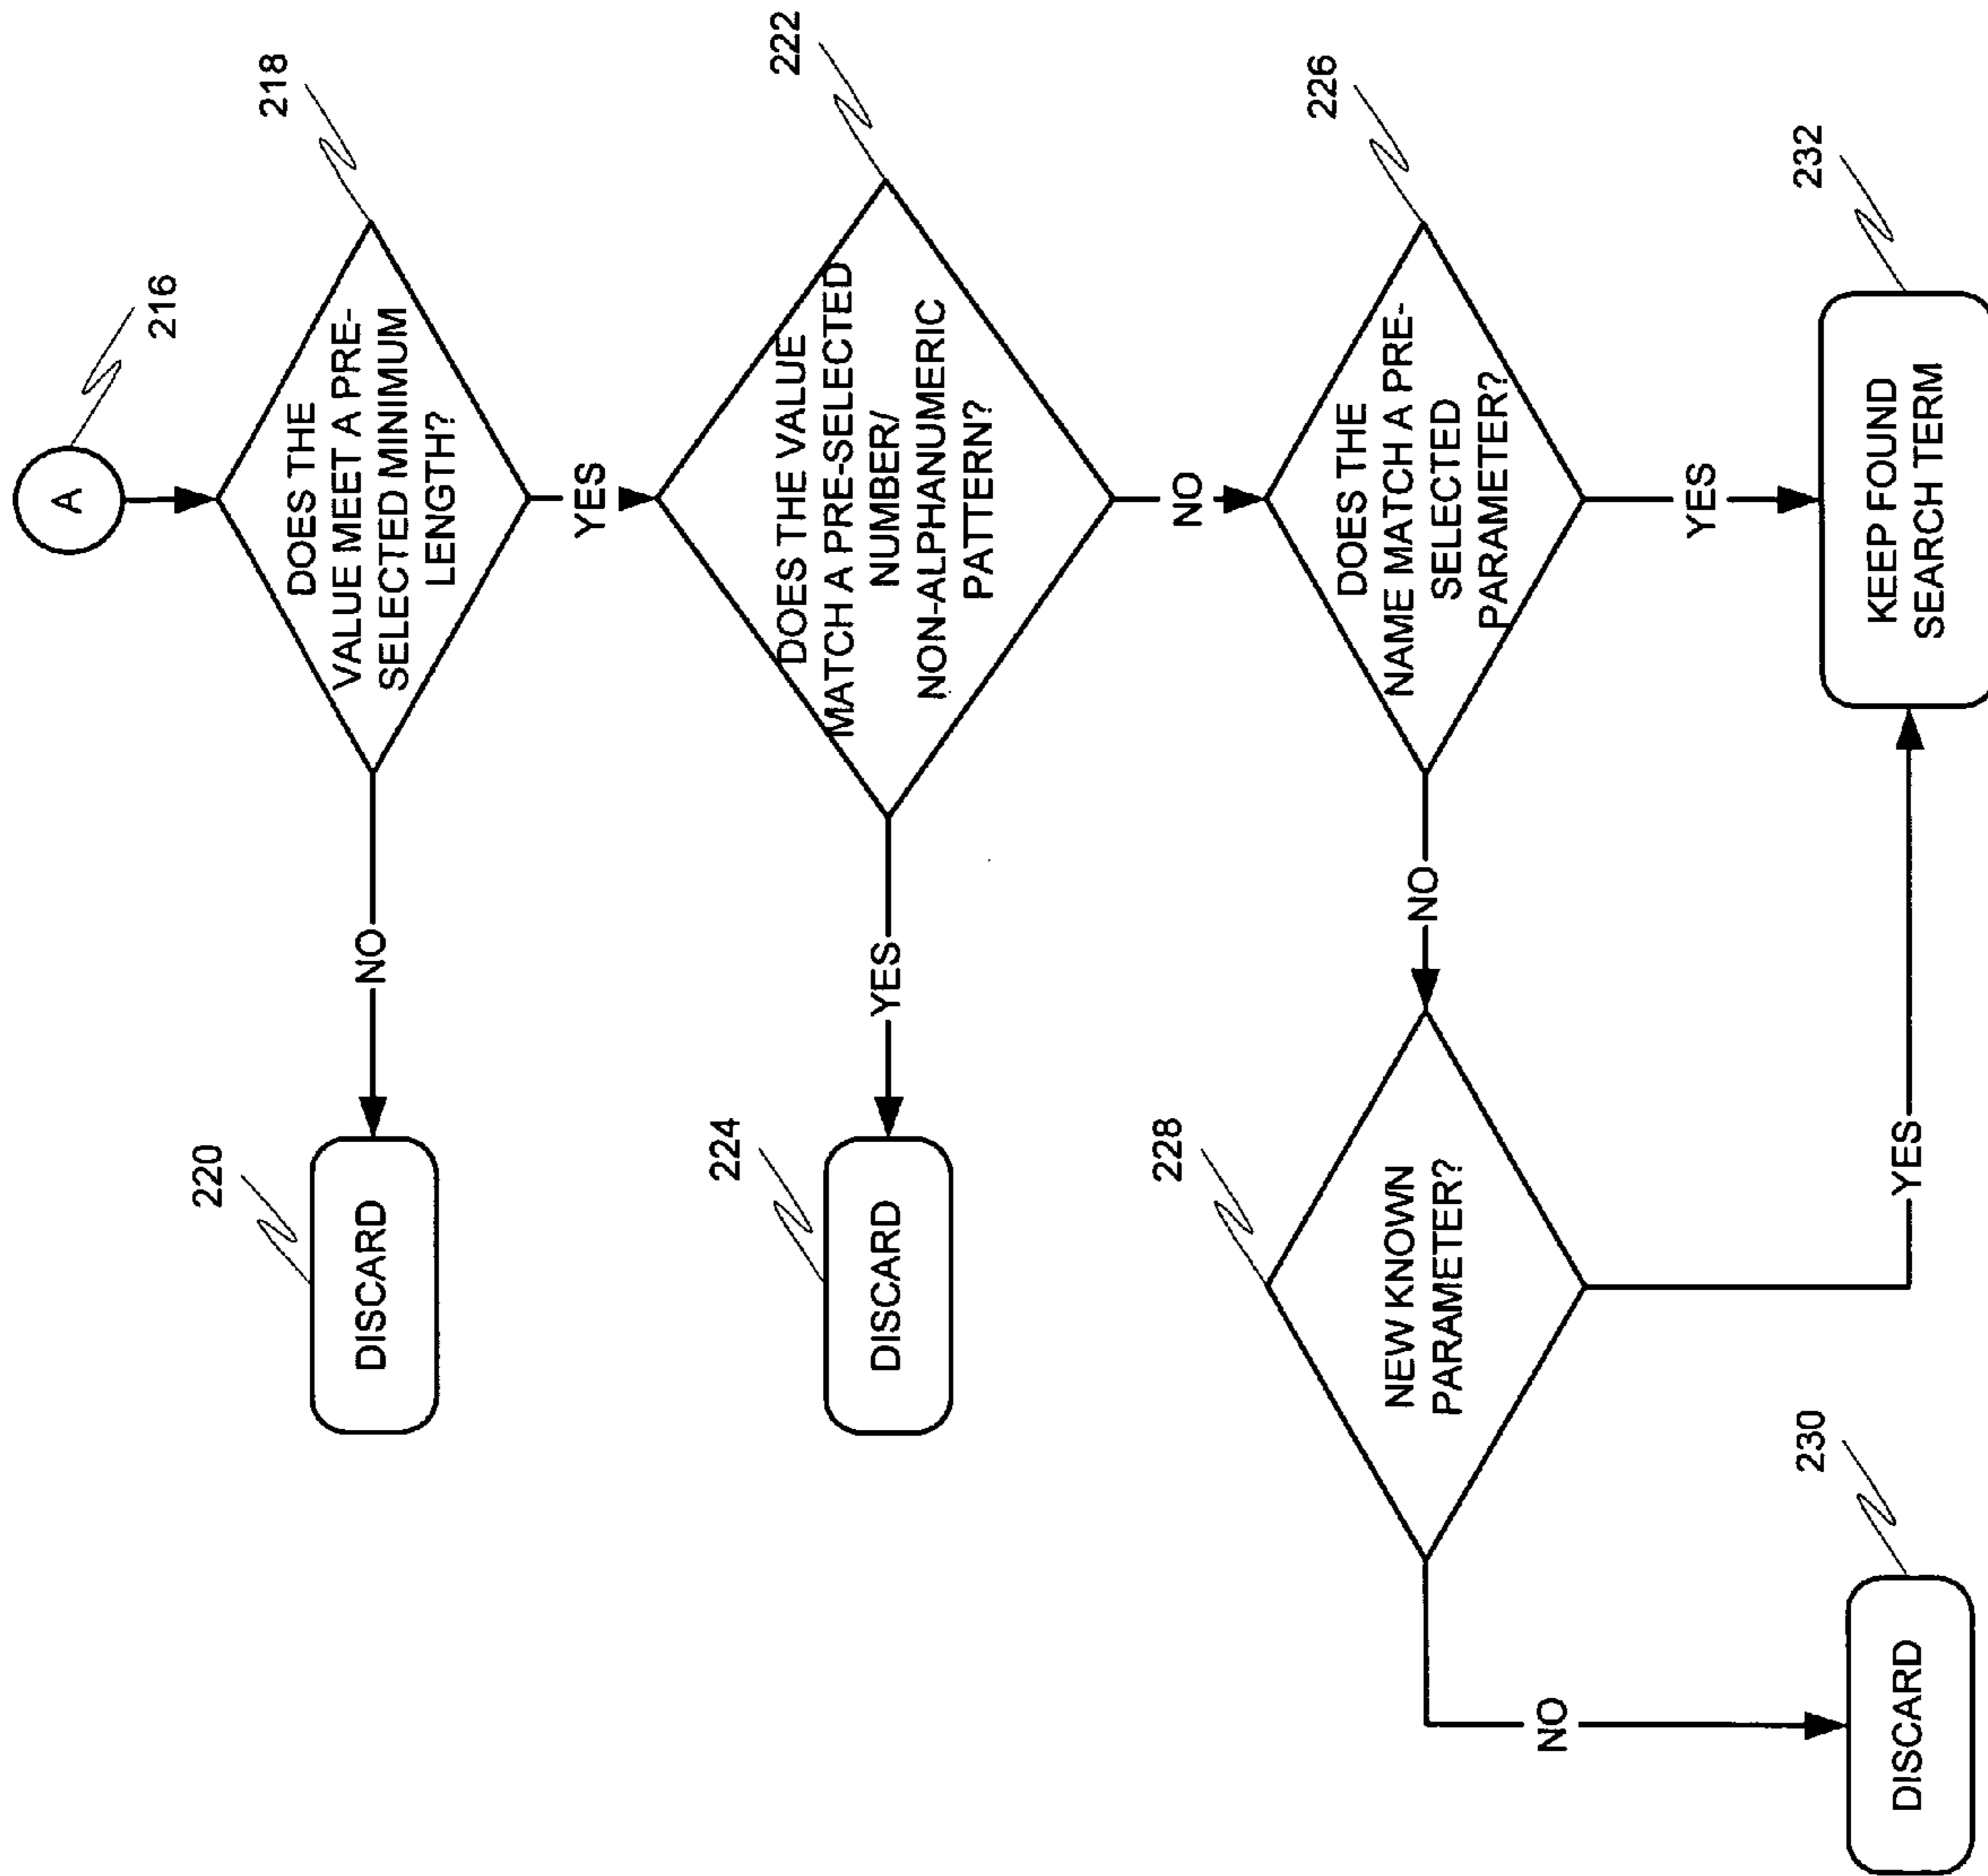 A
216
DOES THE
VALUE MEET A PRE-
SELECTED MINIMUM
LENGTH?
218
NO
DISCARD
220
YES
DOES THE VALUE
MATCH A PRE-SELECTED
NUMBER/
NON-ALPHANUMERIC
PATTERN?
222
YES
DISCARD
224
NO
DOES THE
NAME MATCH A PRE-
SELECTED
PARAMETER?
226
NO
NEW KNOWN
PARAMETER?
228
YES
KEEP FOUND
SEARCH TERM
232
YES
NO
DISCARD
230